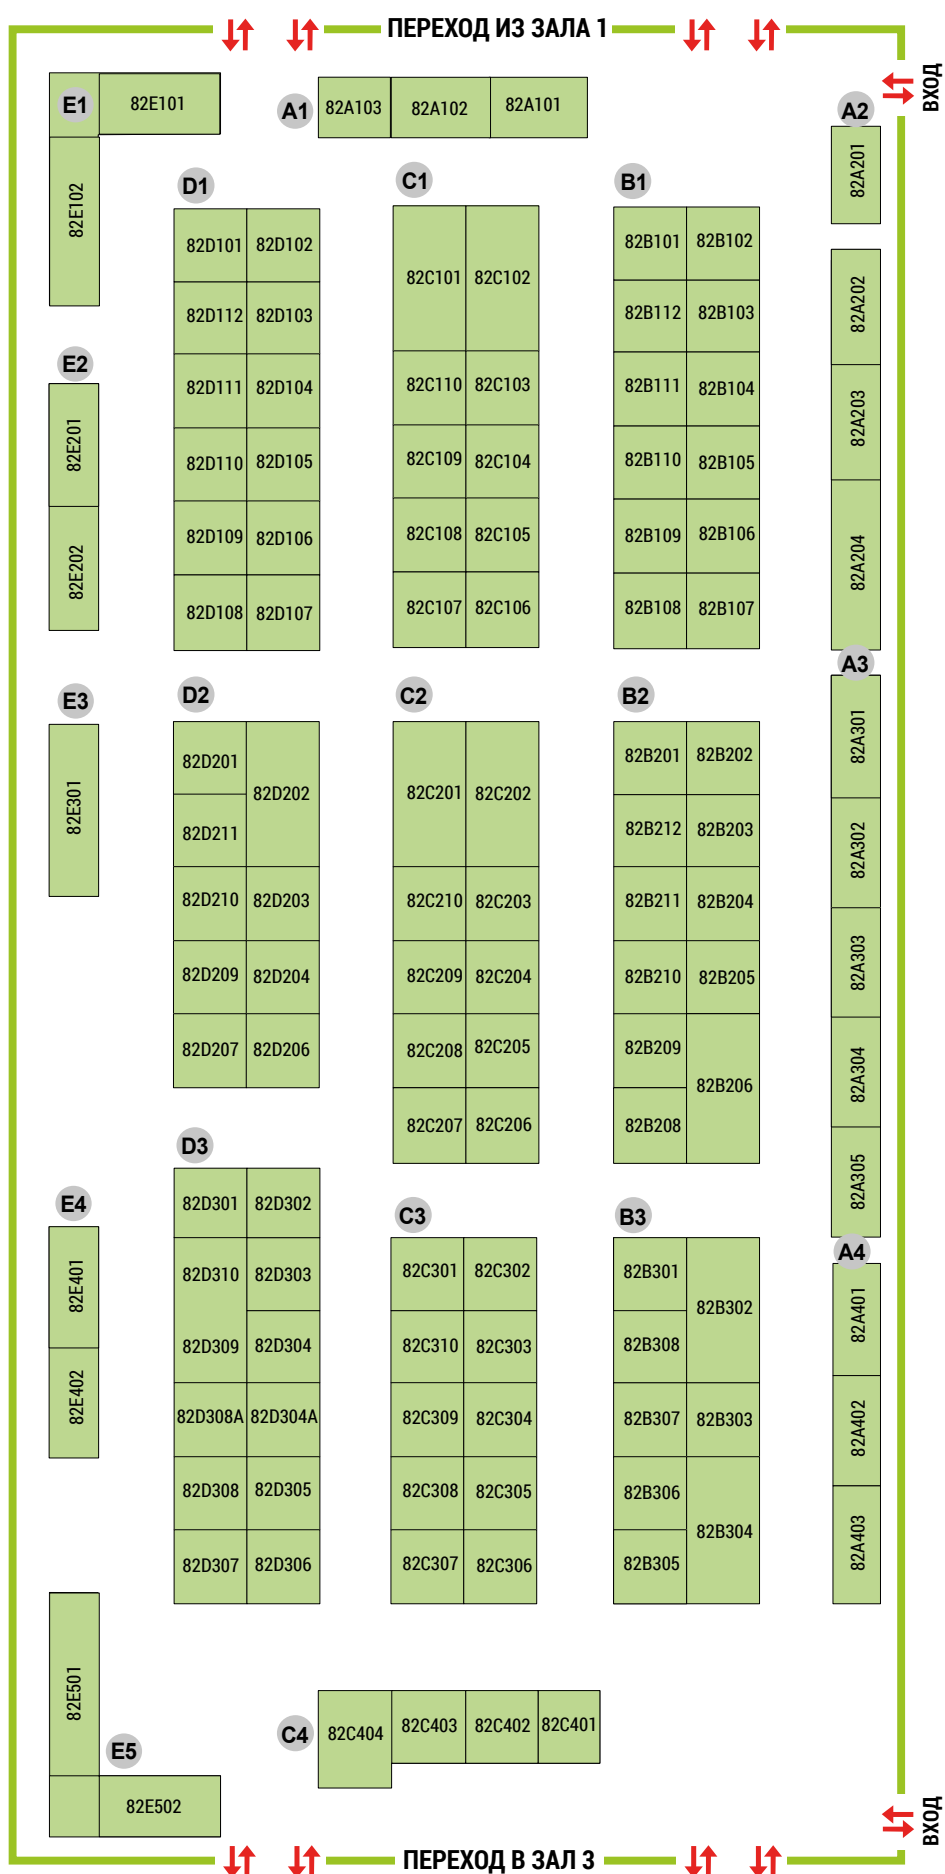 ПЕРЕХОД ИЗ ЗАЛА 1
ВХОД
E1
82E101
82E102
A1
82A103
82A102
82A101
A2
82A201
82A202
82A203
82A204
D1
82D101 82D102
82D112 82D103
82D111 82D104
82D110 82D105
82D109 82D106
82D108 82D107
C1
82C101 82C102
82C110 82C103
82C109 82C104
82C108 82C105
82C107 82C106
B1
82B101 82B102
82B112 82B103
82B111 82B104
82B110 82B105
82B109 82B106
82B108 82B107
E2
82E201
82E202
E3
82E301
D2
82D201
82D202
82D211
82D210 82D203
82D209 82D204
82D207 82D206
C2
82C201 82C202
82C210 82C203
82C209 82C204
82C208 82C205
82C207 82C206
B2
82B201 82B202
82B212 82B203
82B211 82B204
82B210 82B205
82B209
82B206
82B208
A3
82A301
82A302
82A303
82A304
82A305
E4
82E401
82E402
D3
82D301 82D302
82D310 82D303
82D309 82D304
82D308A 82D304A
82D308 82D305
82D307 82D306
C3
82C301 82C302
82C310 82C303
82C309 82C304
82C308 82C305
82C307 82C306
B3
82B301
82B302
82B308
82B307 82B303
82B306
82B304
82B305
A4
82A401
82A402
82A403
82E501
E5
82E502
C4
82C404
82C403
82C402
82C401
ВХОД
ПЕРЕХОД В ЗАЛ 3